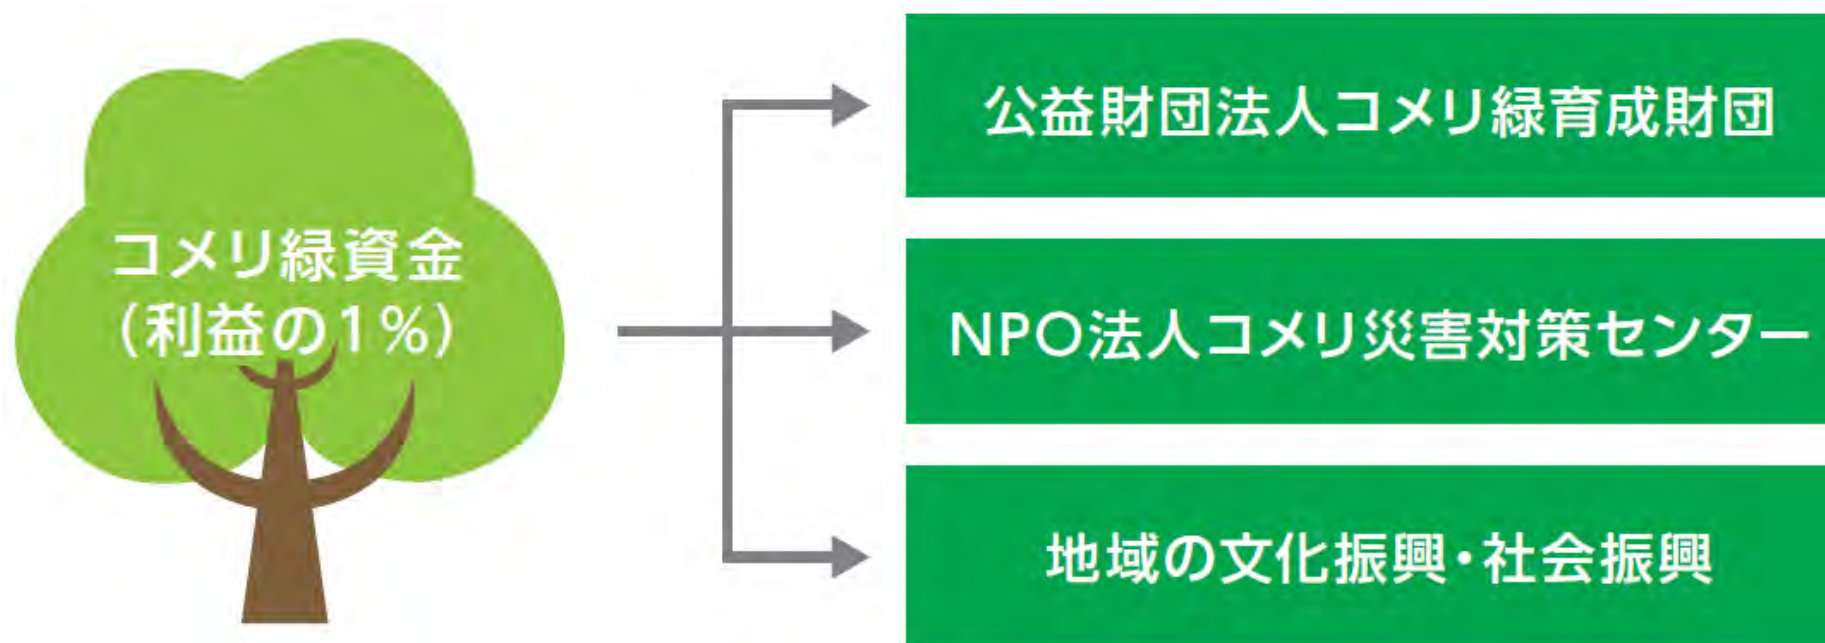 コメリ緑資金
（利益の1%）
公益財団法人コメリ緑育成財団
NPO法人コメリ災害対策センター
地域の文化振興・社会振興